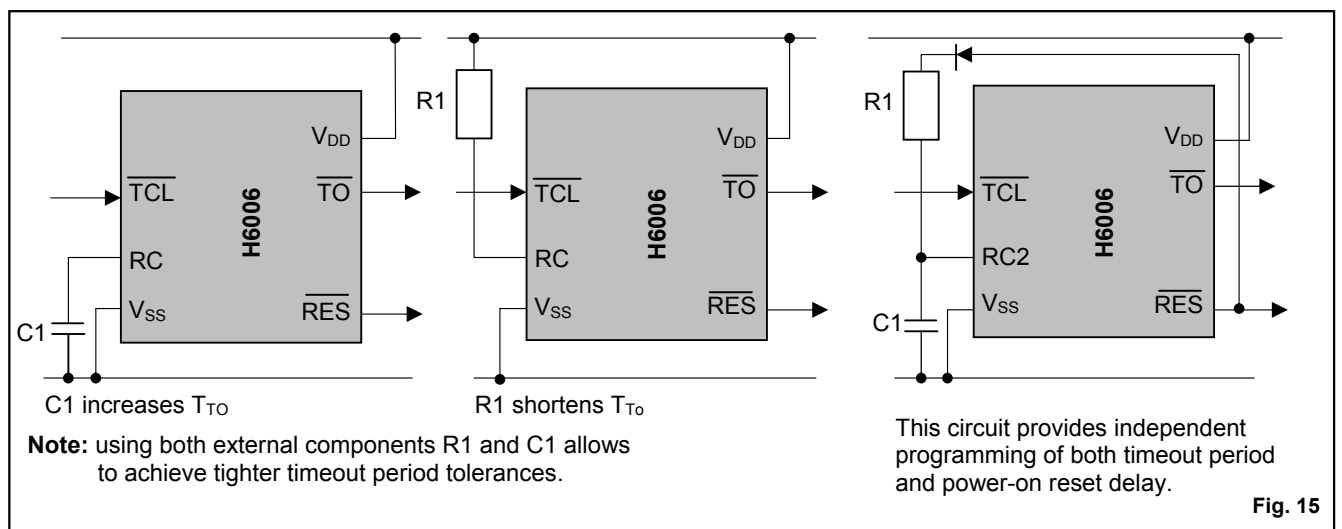 V_DD
TCL
TO
H6006
RC
V_SS
RES
C1
C1 increases T_TO
R1
V_DD
TCL
TO
H6006
RC
V_SS
RES
R1 shortens T_To
Note: using both external components R1 and C1 allows
to achieve tighter timeout period tolerances.
R1
V_DD
TCL
TO
H6006
RC2
V_SS
RES
C1
This circuit provides independent
programming of both timeout period
and power-on reset delay.
Fig. 15